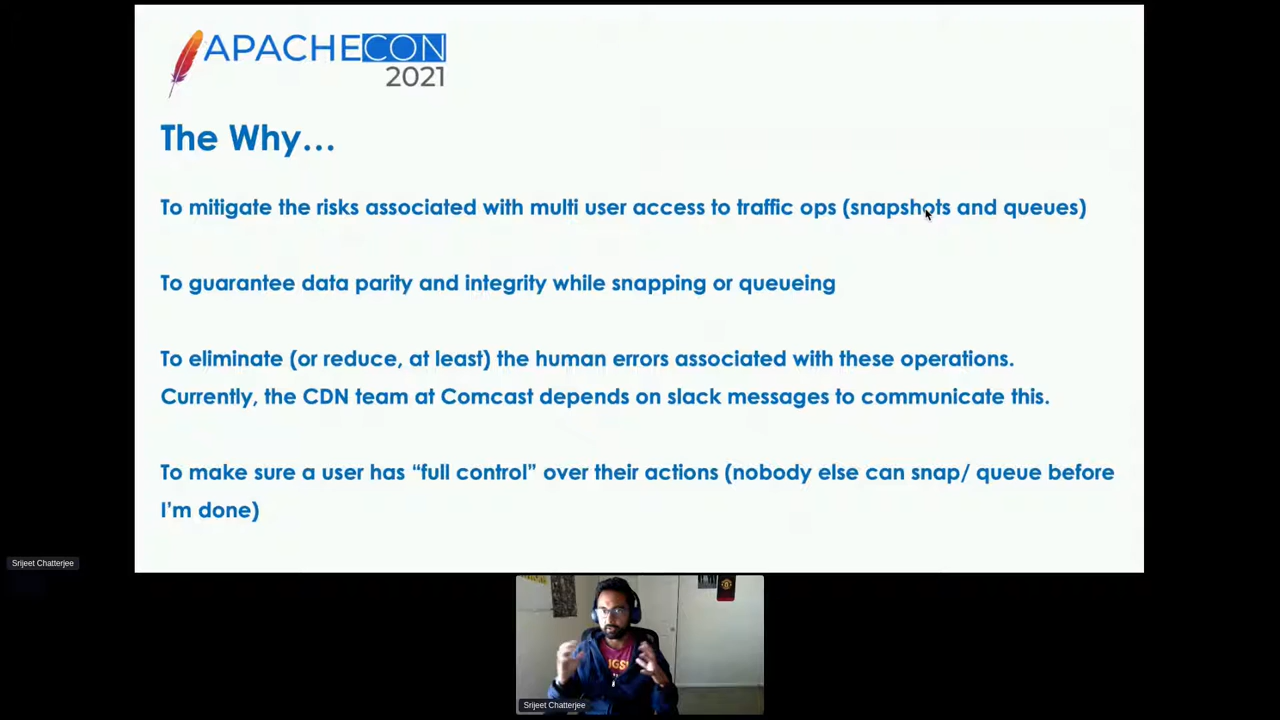 APACHECON
2021
The Why…
To mitigate the risks associated with multi user access to traffic ops (snapshots and queues)
To guarantee data parity and integrity while snapping or queueing
To eliminate (or reduce, at least) the human errors associated with these operations.
Currently, the CDN team at Comcast depends on slack messages to communicate this.
To make sure a user has “full control” over their actions (nobody else can snap/ queue before
I’m done)
Srijeet Chatterjee
Srijeet Chatterjee